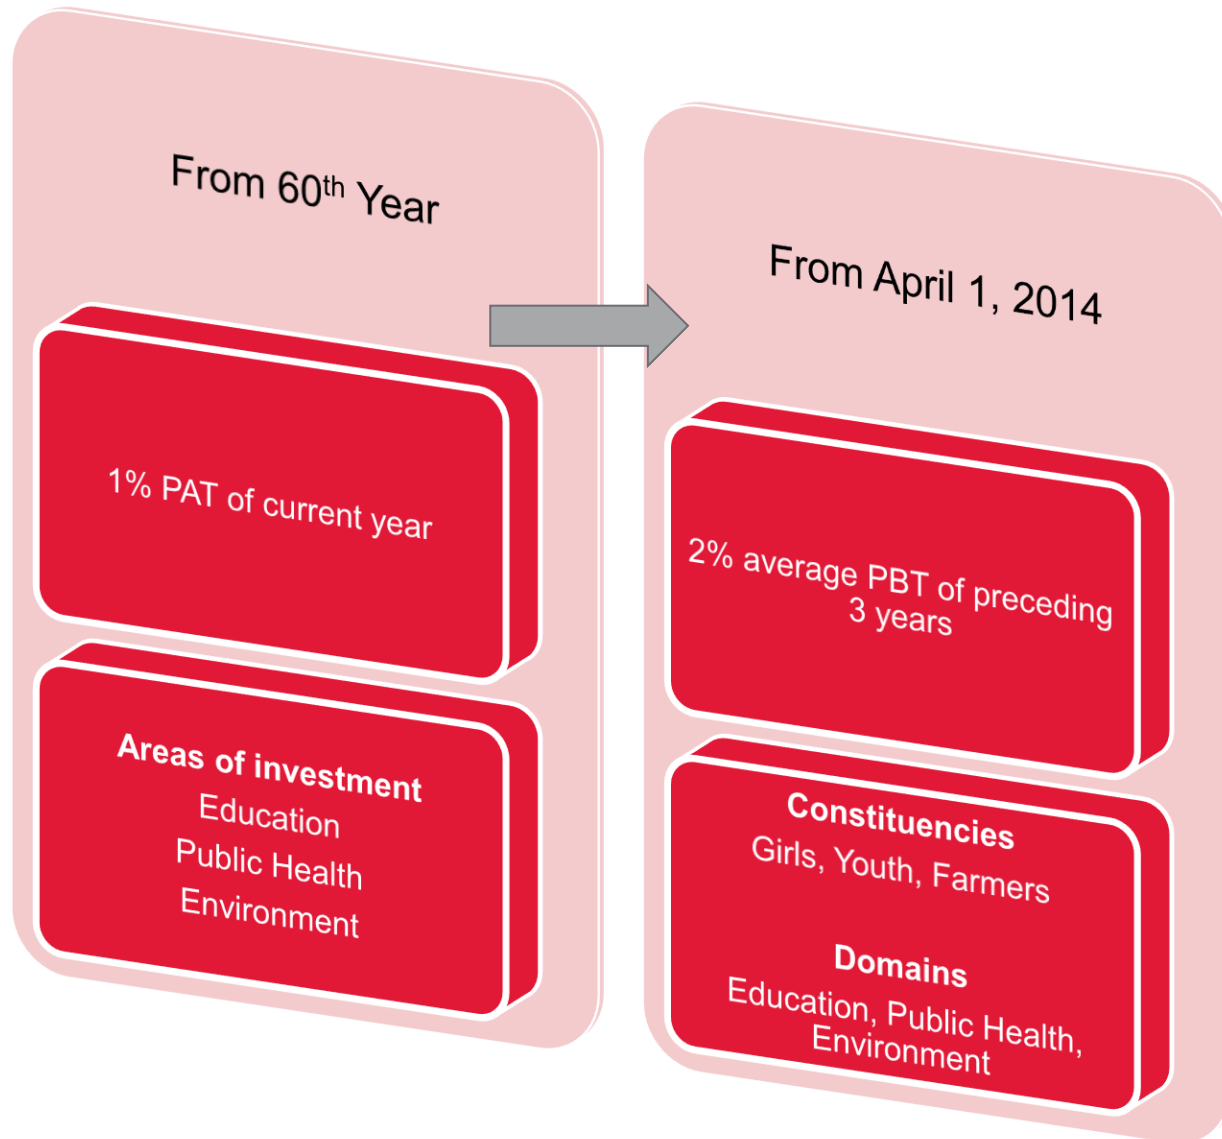 From 60th Year
1% PAT of current year
Areas of investment
Education
Public Health
Environment
From April 1, 2014
2% average PBT of preceding
3 years
Constituencies
Girls, Youth, Farmers
Domains
Education, Public Health,
Environment